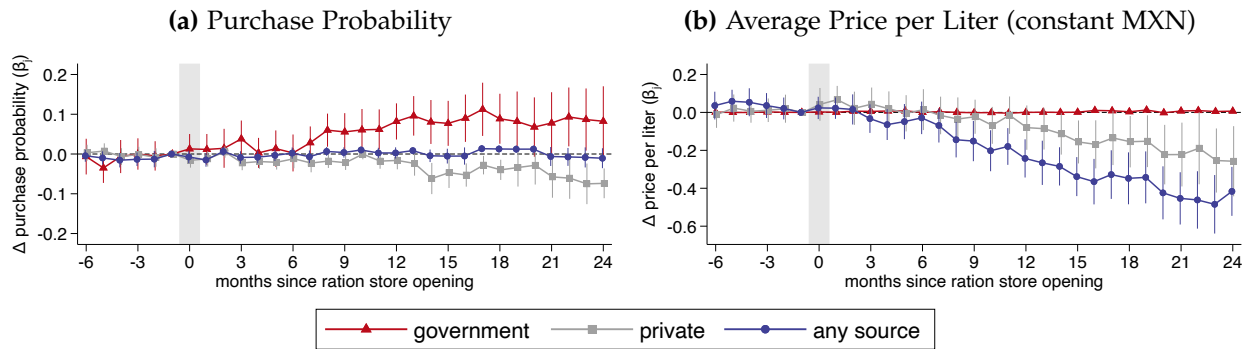 (a) Purchase Probability
Δ purchase probability (βj)
0.2
0.1
0.0
-0.1
-0.2
-6 -3 0 3 6 9 12 15 18 21 24
months since ration store opening
(b) Average Price per Liter (constant MXN)
Δ price per liter (βj)
0.2
0.0
-0.2
-0.4
-0.6
-6 -3 0 3 6 9 12 15 18 21 24
months since ration store opening
government private any source